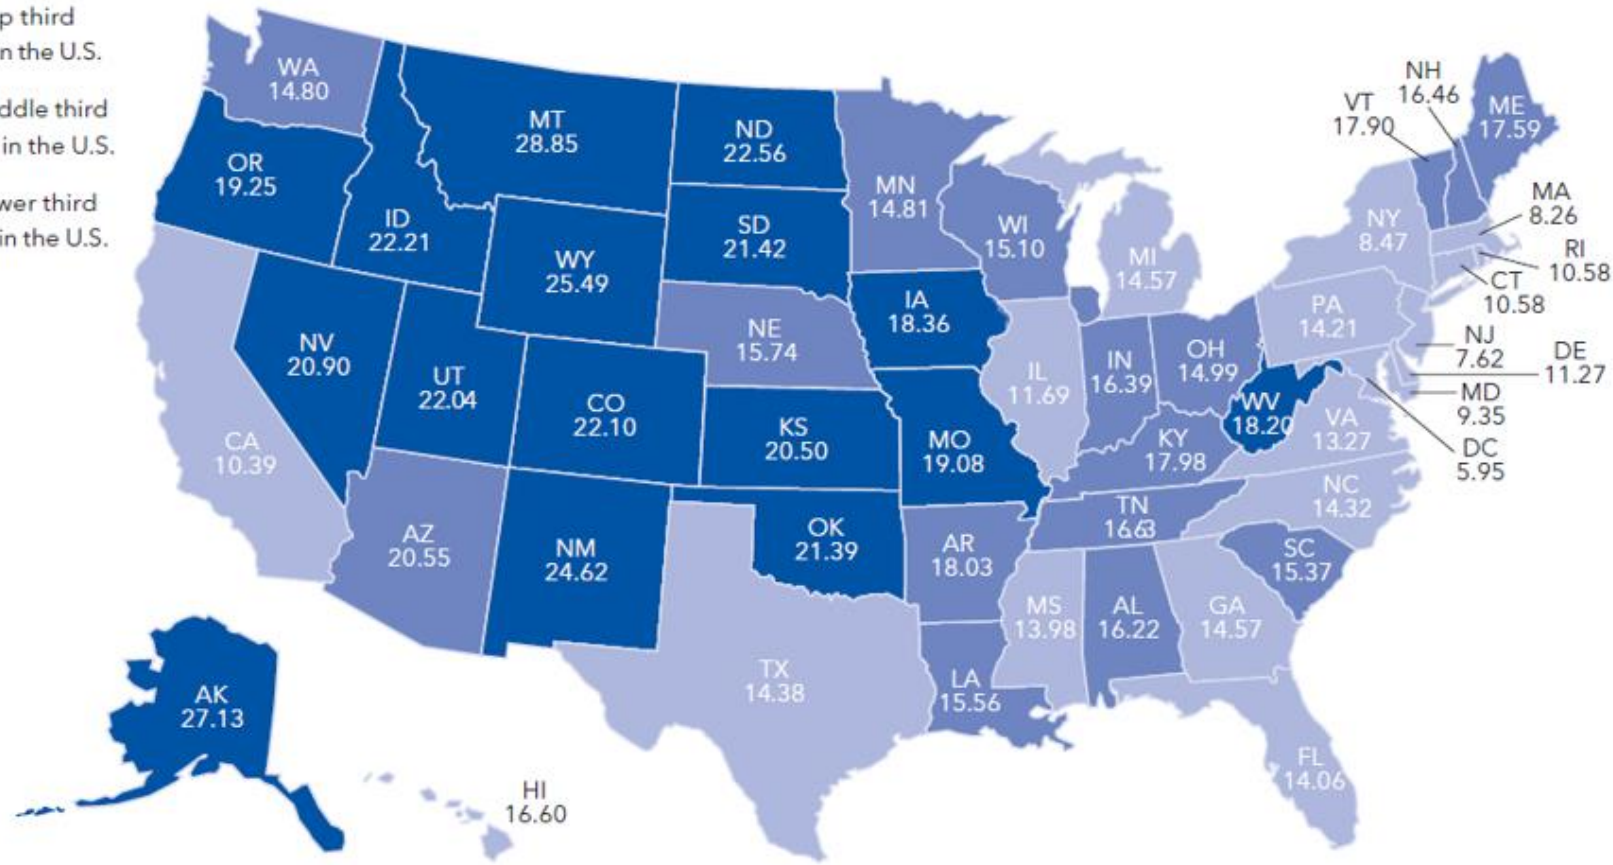 p third
n the U.S.
ddle third
in the U.S.
wer third
in the U.S.
WA
14.80
OR
19.25
CA
10.39
ID
22.21
NV
20.90
MT
28.85
WY
25.49
UT
22.04
CO
22.10
AZ
20.55
NM
24.62
ND
22.56
SD
21.42
NE
15.74
KS
20.50
OK
21.39
TX
14.38
MN
14.81
IA
18.36
MO
19.08
AR
18.03
LA
15.56
WI
15.10
IL
11.69
MI
14.57
IN
16.39
OH
14.99
KY
17.98
TN
16.63
MS
13.98
AL
16.22
GA
14.57
FL
14.06
SC
15.37
NC
14.32
VA
13.27
WV
18.20
PA
14.21
NY
8.47
VT
17.90
NH
16.46
ME
17.59
MA
8.26
RI
10.58
CT
10.58
NJ
7.62
DE
11.27
MD
9.35
DC
5.95
AK
27.13
HI
16.60